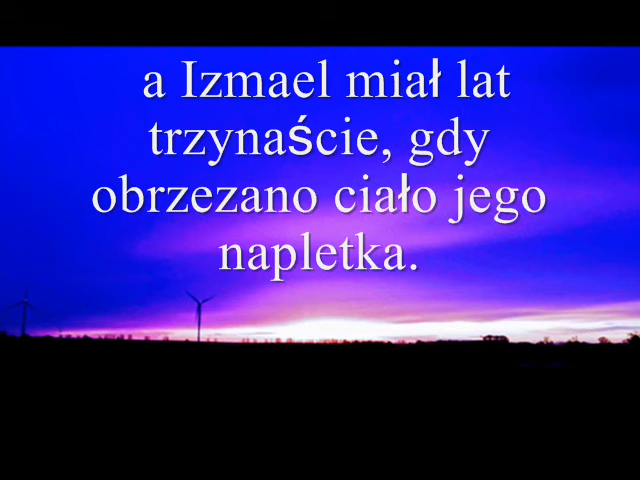 a Izmael miał lat
trzynaście, gdy
obrzezano ciało jego
napletka.